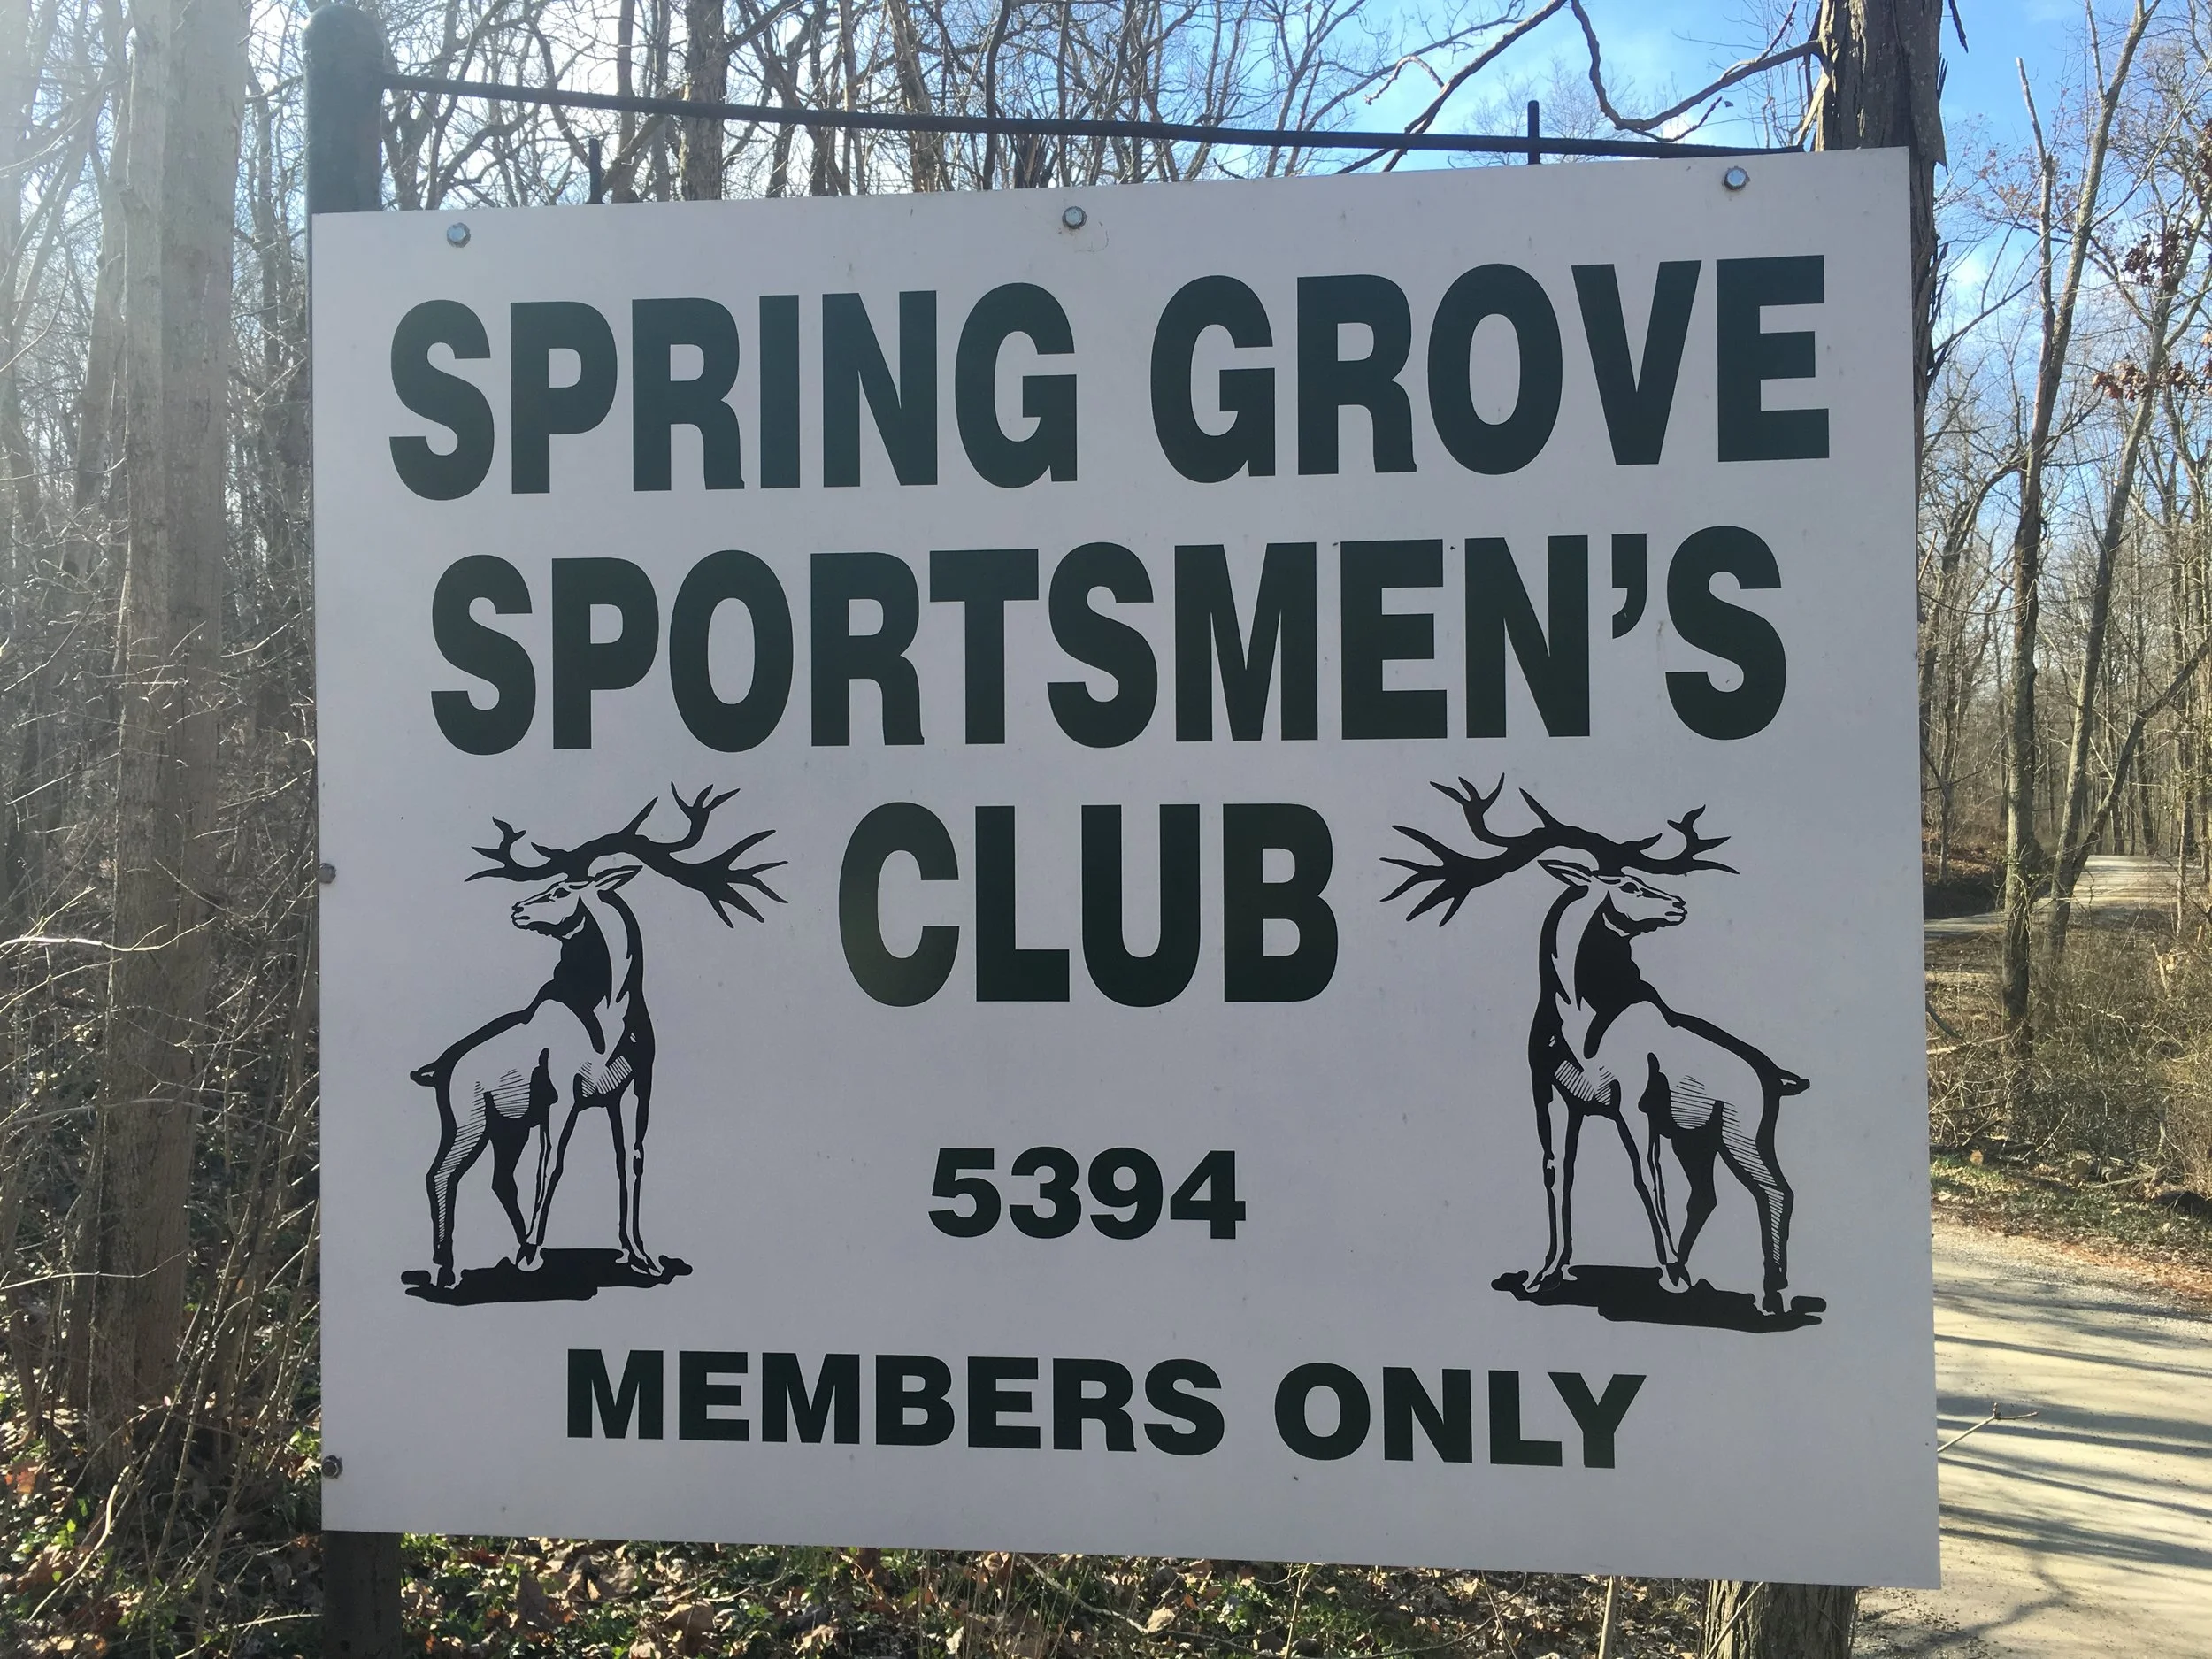 SPRING GROVE
SPORTSMEN'S
CLUB
5394
MEMBERS ONLY